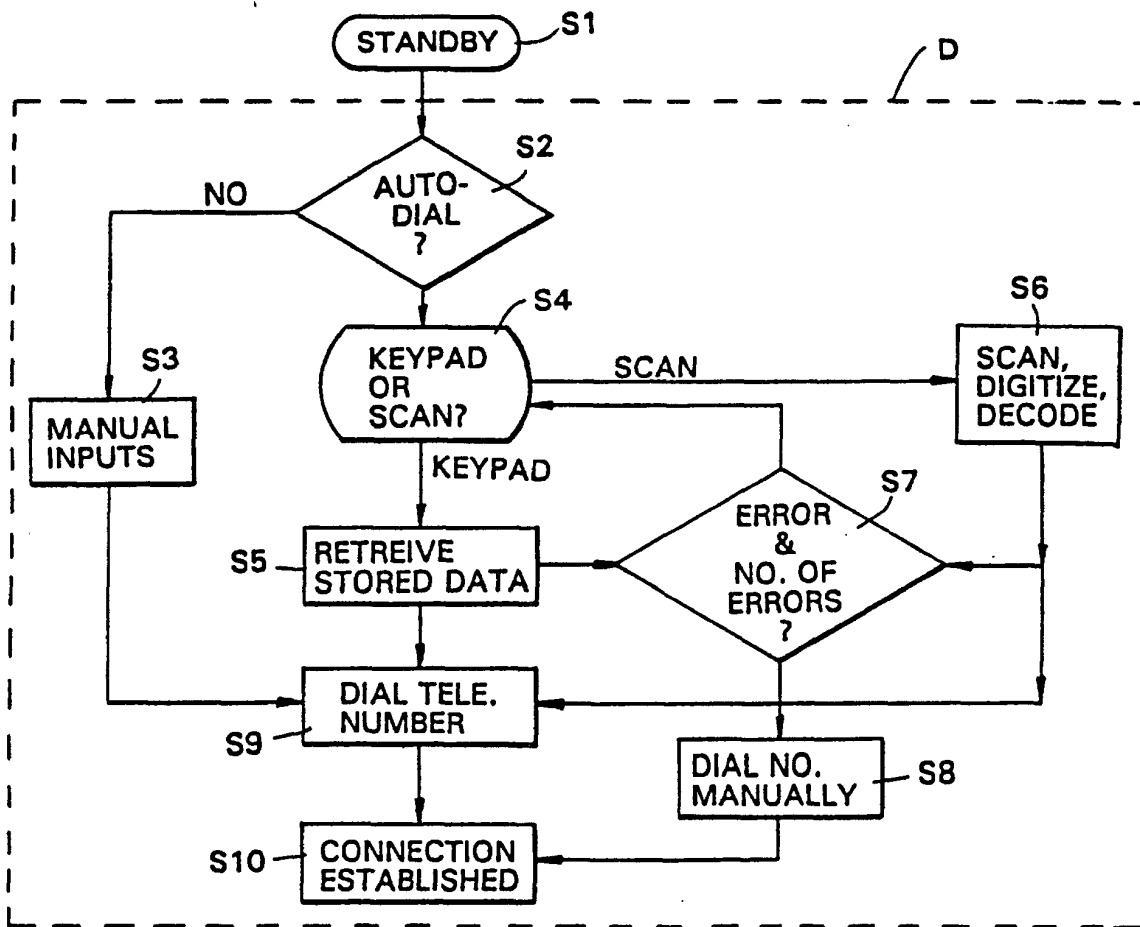 STANDBY
S1
D
S2
AUTO-
DIAL
?
NO
S4
KEYPAD
OR
SCAN?
SCAN
S6
SCAN,
DIGITIZE,
DECODE
S3
MANUAL
INPUTS
KEYPAD
S7
ERROR
&
NO. OF
ERRORS
?
S5
RETREIVE
STORED DATA
DIAL TELE.
NUMBER
S9
DIAL NO.
MANUALLY
S8
S10
CONNECTION
ESTABLISHED